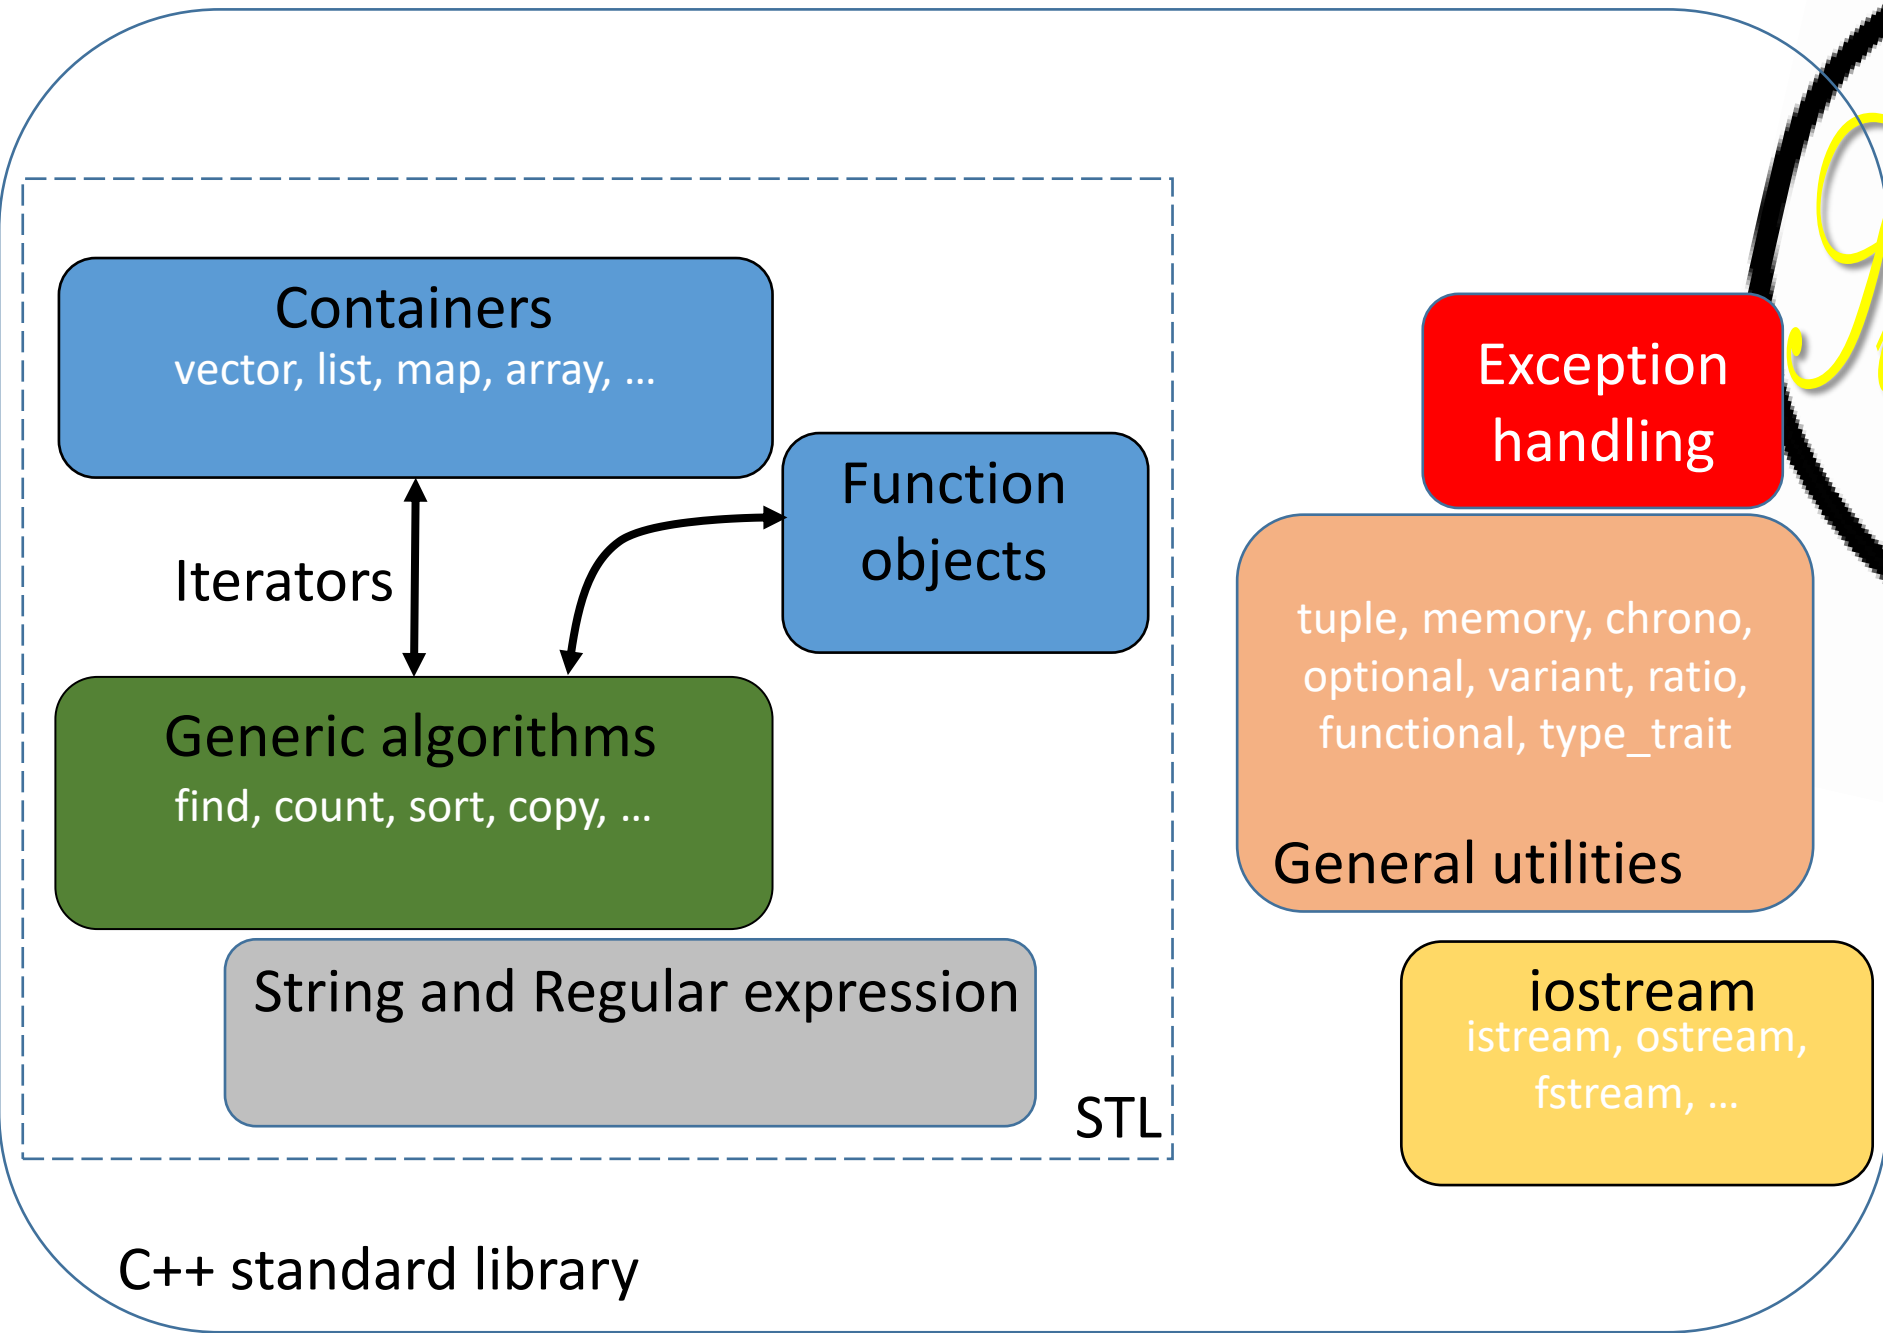 Containers
vector, list, map, array, ...
Function
objects
Iterators
Generic algorithms
find, count, sort, copy, ...
String and Regular expression
STL
Exception
handling
tuple, memory, chrono,
optional, variant, ratio,
functional, type_trait
General utilities
iostream
istream, ostream,
fstream, ...
C++ standard library